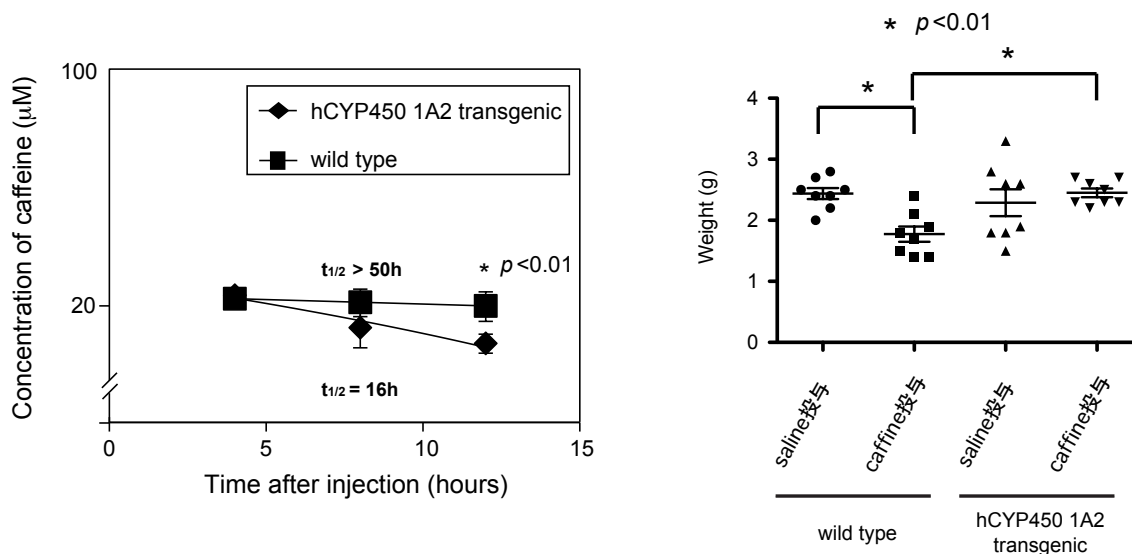 100
20
Concentration of caffeine (μM)
hCYP450 1A2 transgenic
wild type
t1/2 > 50h
* p<0.01
t1/2 = 16h
0
5
10
15
Time after injection (hours)
* p<0.01
*
*
4
3
2
1
0
Weight (g)
saline投与
caffine投与
saline投与
caffine投与
wild type
hCYP450 1A2
transgenic